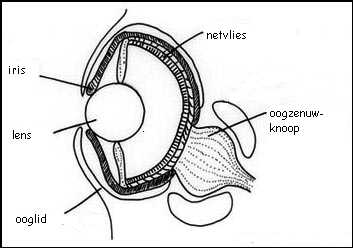 netvlies
iris
oogzenuw-
knoop
lens
ooglid